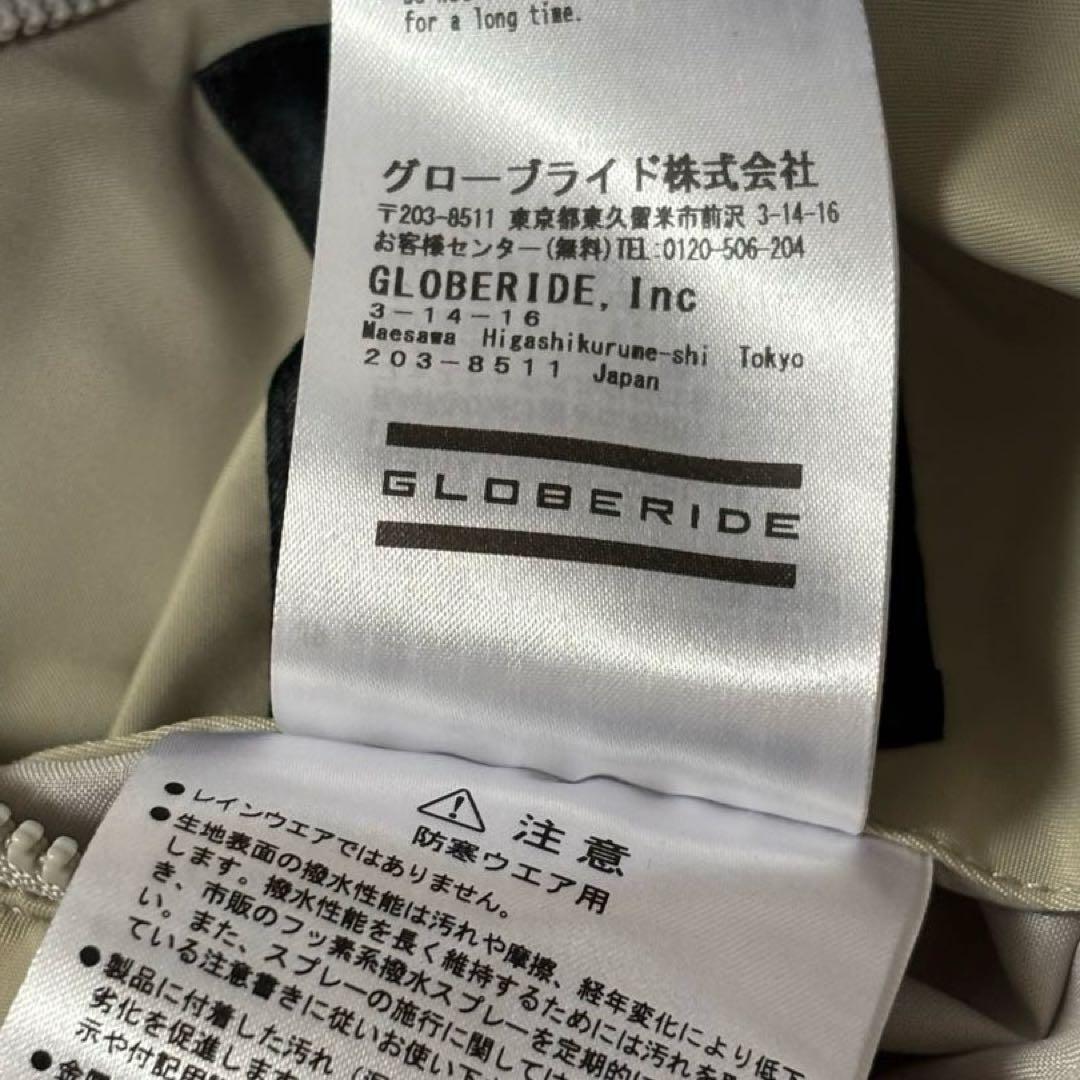 for a long time.
グローブライド株式会社
〒203-8511 東京都東久留米市前沢 3-14-16
お客様センター(無料)TEL:0120-506-204
GLOBERIDE, Inc
3-14-16
Maesawa Higashikurume-shi Tokyo
203-8511 Japan
GLOBERIDE
注意
防寒ウエア用
●レインウエアではありません。
●生地表面の撥水性能は汚れや摩擦、経年変化により低下
します。撥水性能を長く維持するためには汚れを
き、市販のフッ素系撥水スプレーを定期的に
い。また、スプレーの施行に関しては
ている注意書きに従いお使い下
●製品に付着した汚れ
劣化を促進します
示や付記用